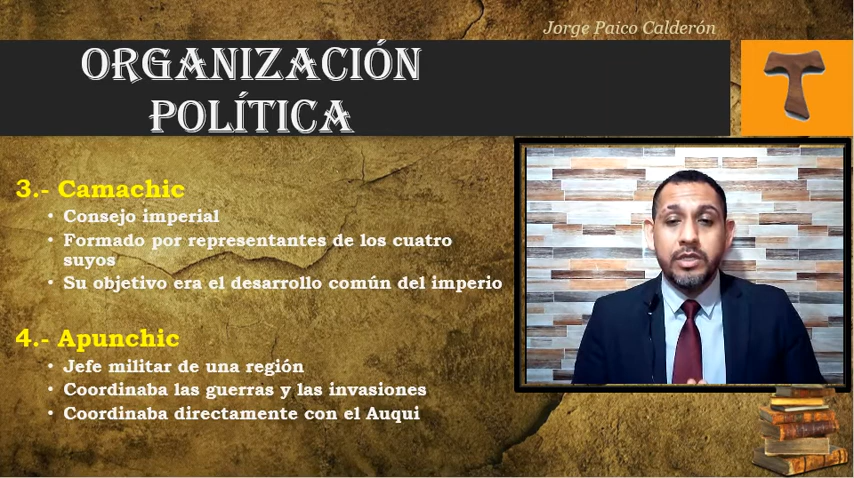 Jorge Paico Calderón
ORGANIZACIÓN
POLÍTICA
3.- Camachic
• Consejo imperial
• Formado por representantes de los cuatro
suyos
• Su objetivo era el desarrollo común del imperio
4.- Apunchic
• Jefe militar de una región
• Coordinaba las guerras y las invasiones
• Coordinaba directamente con el Auqui